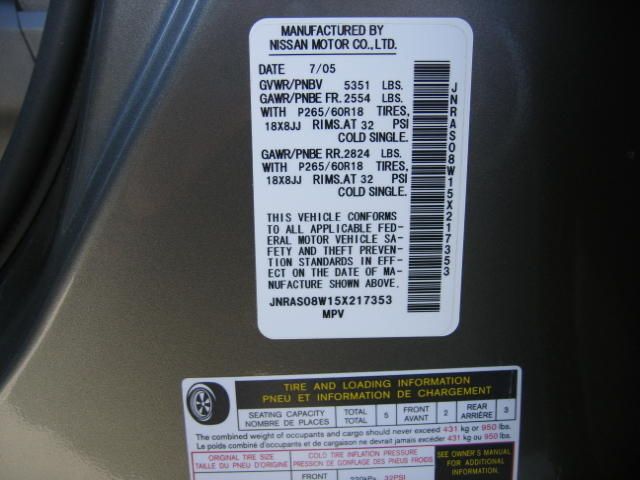 MANUFACTURED BY
NISSAN MOTOR CO., LTD.
DATE 7/05
GVWR/PNBV 5351 LBS.
GAWR/PNBE FR. 2554 LBS.
WITH P265/60R18 TIRES,
18X8JJ RIMS. AT 32 PSI
COLD SINGLE.
GAWR/PNBE RR. 2824 LBS.
WITH P265/60R18 TIRES,
18X8JJ RIMS. AT 32 PSI
COLD SINGLE.
THIS VEHICLE CONFORMS
TO ALL APPLICABLE FED-
ERAL MOTOR VEHICLE SA-
FETY AND THEFT PREVEN-
TION STANDARDS IN EFF-
ECT ON THE DATE OF MA-
NUFACTURE SHOWN ABOVE.
JNRAS08W15X217353
MPV
JNRAS08W15X217353
TIRE AND LOADING INFORMATION
PNEU ET INFORMATION DE CHARGEMENT
SEATING CAPACITY TOTAL 5 FRONT 2 REAR 3
NOMBRE DE PLACES TOTAL AVANT ARRIÈRE
The combined weight of occupants and cargo should never exceed 431 kg or 950 lbs.
Le poids combiné des occupants et cargaison ne devrait jamais excéder 431 kg or 950 lbs.
ORIGINAL TIRE SIZE COLD TIRE INFLATION PRESSURE SEE OWNER'S MANUAL
TAILLE DU PNEU D'ORIGINE PRESSION DE GONFLAGE DES PNEUS FROIDS FOR ADDITIONAL
FRONT 220kPa 32PSI INFORMATION